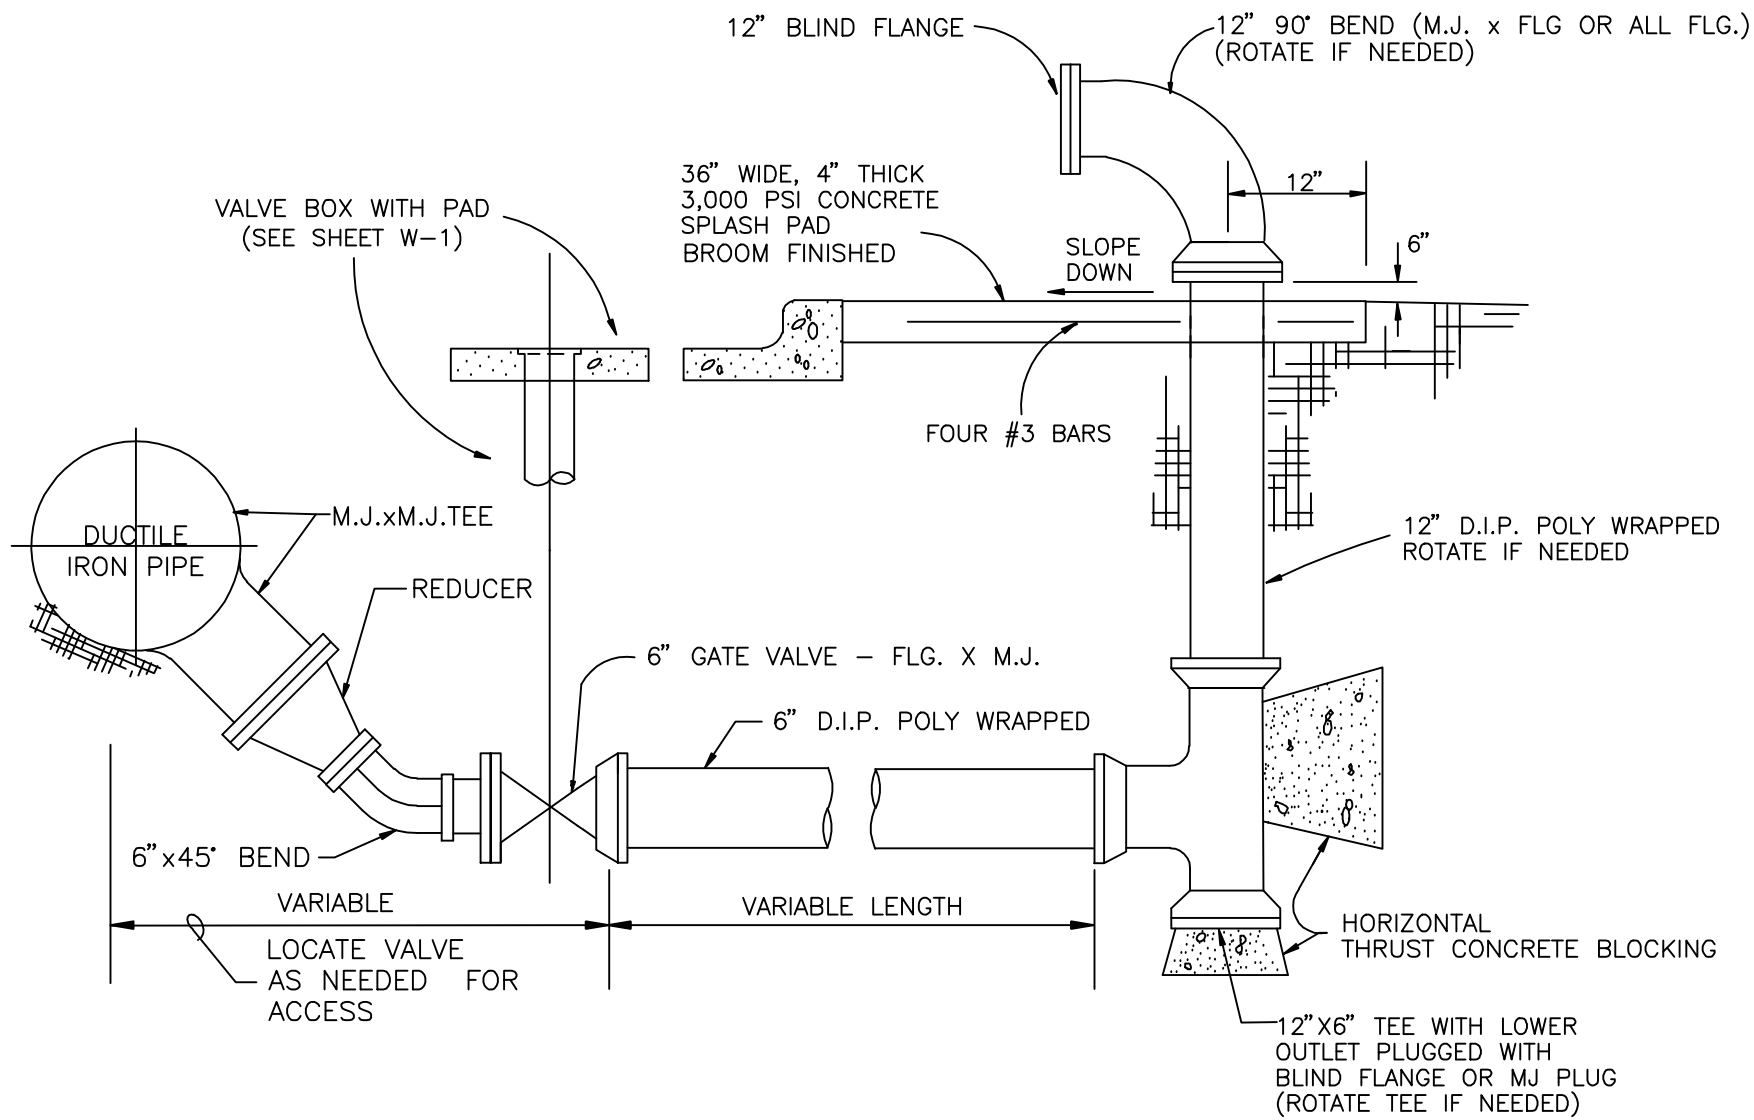 12" BLIND FLANGE
12" 90° BEND (M.J. x FLG OR ALL FLG.)
(ROTATE IF NEEDED)
36" WIDE, 4" THICK
3,000 PSI CONCRETE
SPLASH PAD
BROOM FINISHED
12"
VALVE BOX WITH PAD
(SEE SHEET W-1)
SLOPE
DOWN
6"
FOUR #3 BARS
M.J.xM.J.TEE
DUCTILE
IRON PIPE
12" D.I.P. POLY WRAPPED
ROTATE IF NEEDED
REDUCER
6" GATE VALVE - FLG. X M.J.
6" D.I.P. POLY WRAPPED
6"x45° BEND
VARIABLE
VARIABLE LENGTH
LOCATE VALVE
AS NEEDED FOR
ACCESS
HORIZONTAL
THRUST CONCRETE BLOCKING
12"X6" TEE WITH LOWER
OUTLET PLUGGED WITH
BLIND FLANGE OR MJ PLUG
(ROTATE TEE IF NEEDED)